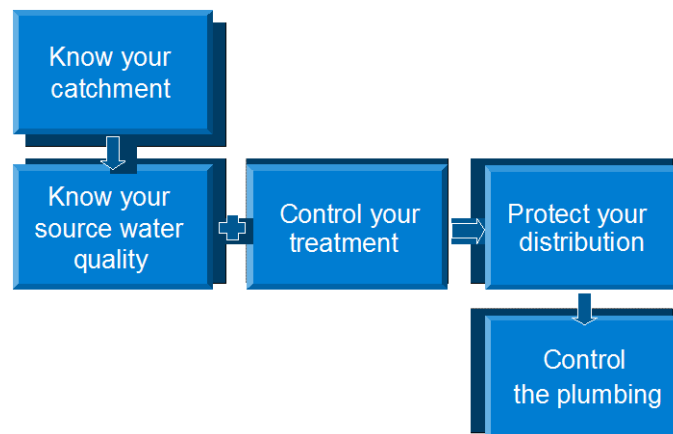 Know your
catchment
Know your
source water
quality
Control your
treatment
Protect your
distribution
Control
the plumbing